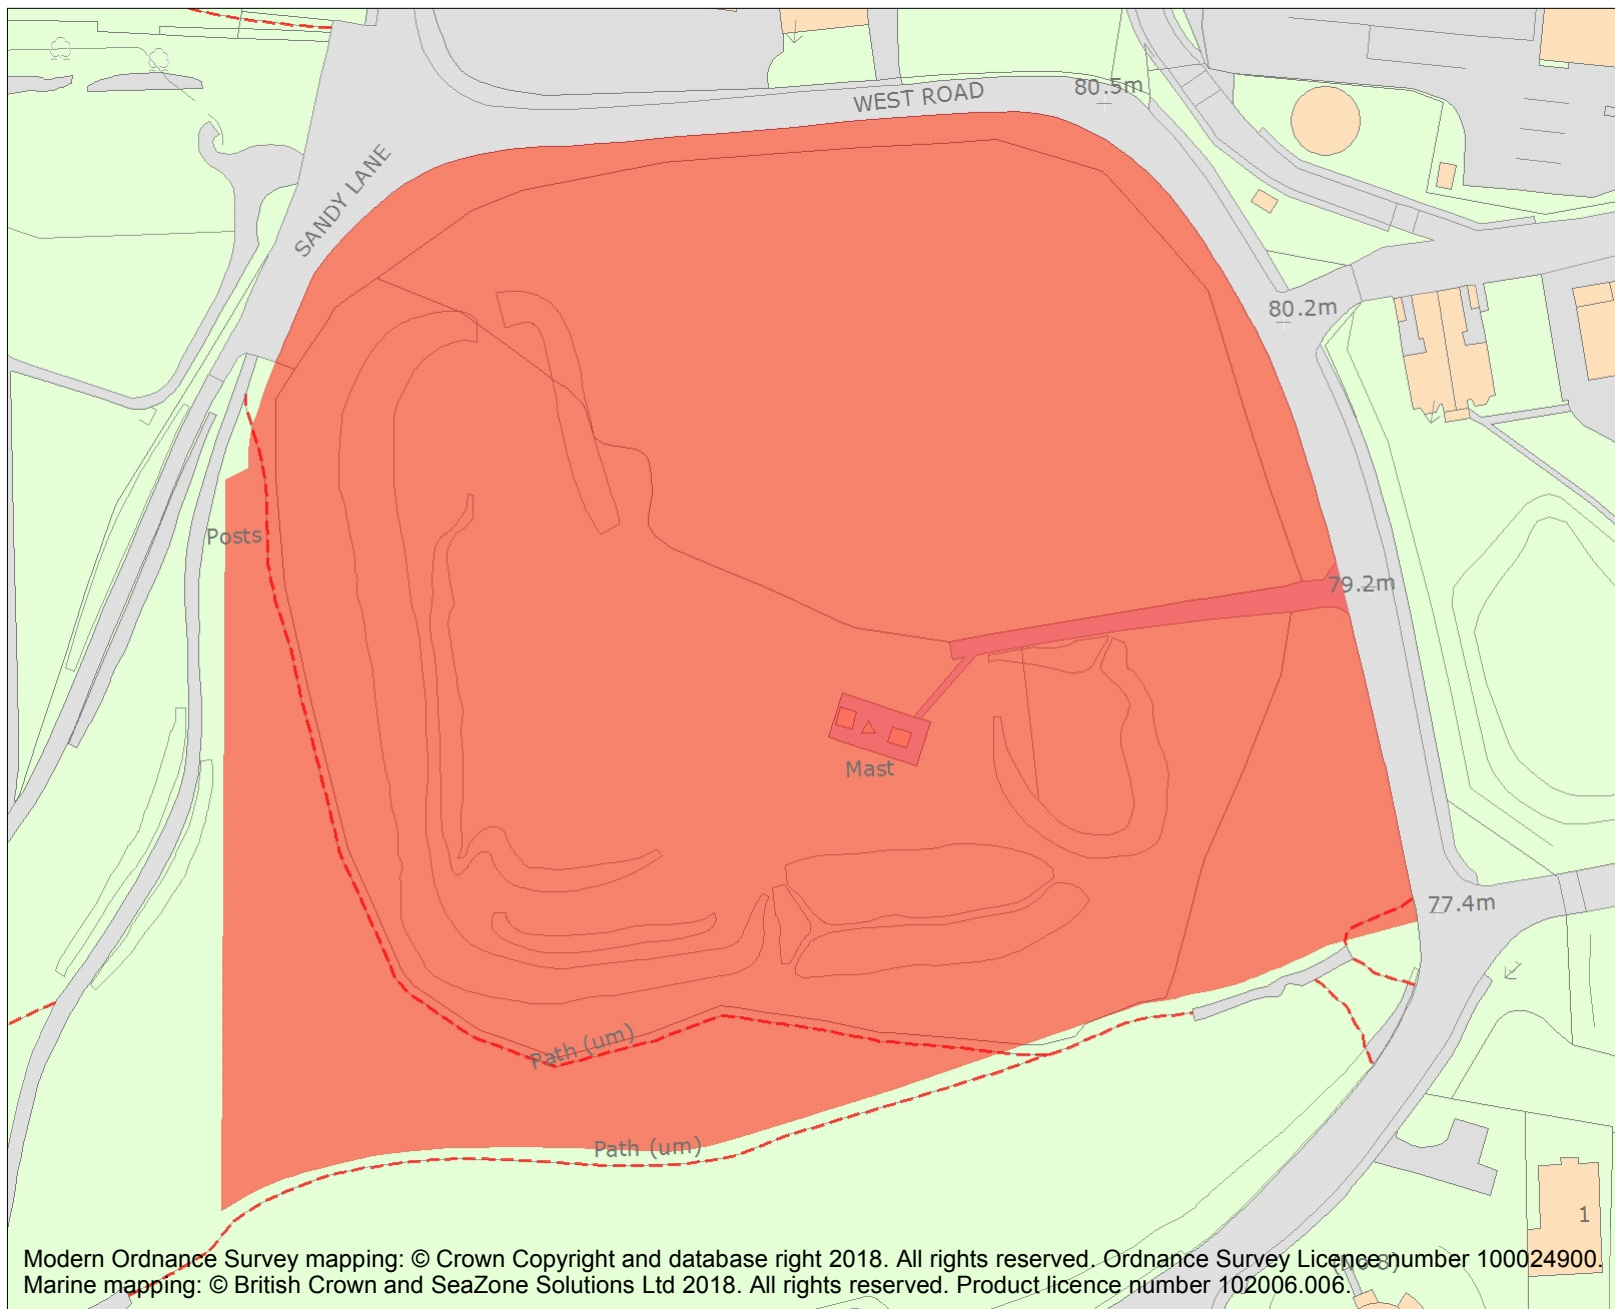 WEST ROAD
80.5m
SANDY LANE
80.2m
Posts
79.2m
Mast
77.4m
Path (um)
Path (um)
1
(No 8)
Modern Ordnance Survey mapping: © Crown Copyright and database right 2018. All rights reserved. Ordnance Survey Licence number 100024900.
Marine mapping: © British Crown and SeaZone Solutions Ltd 2018. All rights reserved. Product licence number 102006.006.